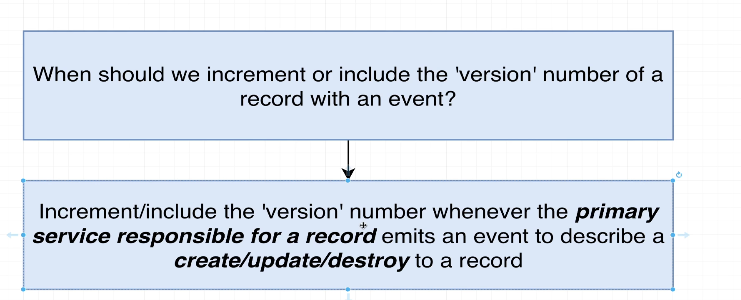 When should we increment or include the 'version' number of a
record with an event?
Increment/include the 'version' number whenever the primary
service responsible for a record emits an event to describe a
create/update/destroy to a record